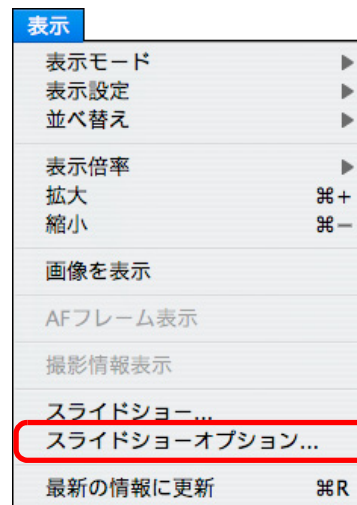 表示
表示モード
表示設定
並べ替え
表示倍率
拡大 ⌘+
縮小 ⌘−
画像を表示
AFフレーム表示
撮影情報表示
スライドショー...
スライドショーオプション...
最新の情報に更新 ⌘R